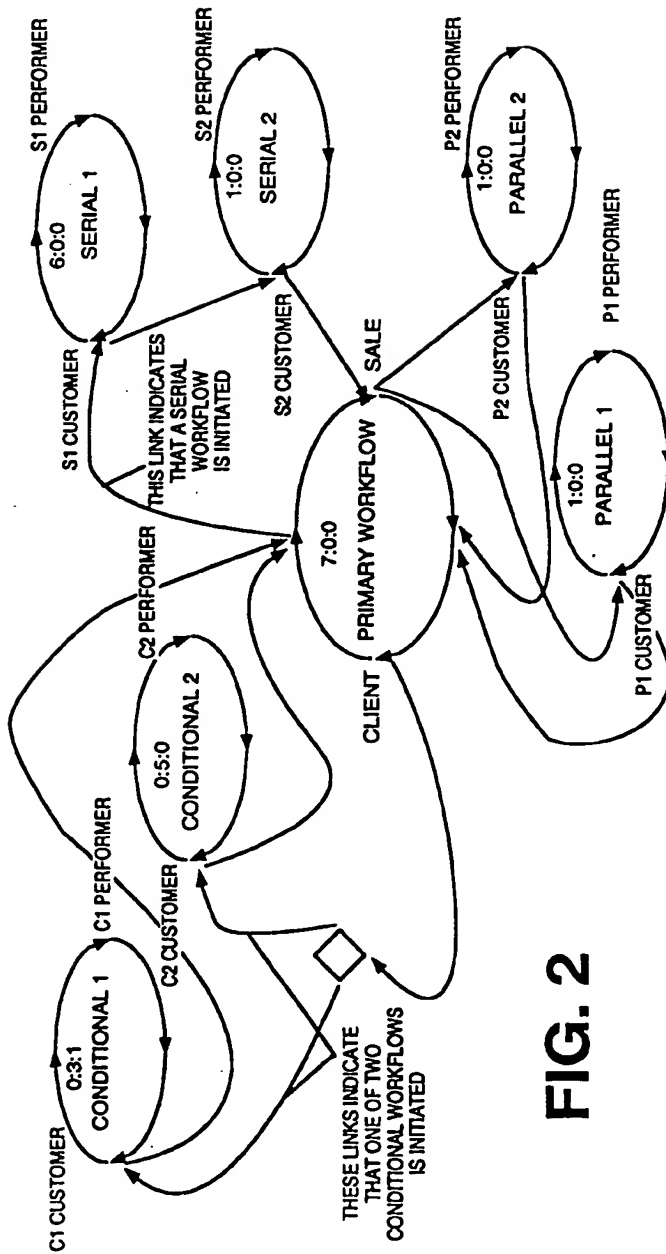 C1 CUSTOMER
0:3:1
CONDITIONAL 1
C1 PERFORMER
C2 CUSTOMER
0:5:0
CONDITIONAL 2
C2 PERFORMER
THESE LINKS INDICATE
THAT ONE OF TWO
CONDITIONAL WORKFLOWS
IS INITIATED
S1 CUSTOMER
6:0:0
SERIAL 1
S1 PERFORMER
THIS LINK INDICATES
THAT A SERIAL
WORKFLOW
IS INITIATED
S2 CUSTOMER
1:0:0
SERIAL 2
S2 PERFORMER
CLIENT
7:0:0
PRIMARY WORKFLOW
SALE
P2 CUSTOMER
1:0:0
PARALLEL 2
P2 PERFORMER
P1 CUSTOMER
1:0:0
PARALLEL 1
P1 PERFORMER
FIG. 2